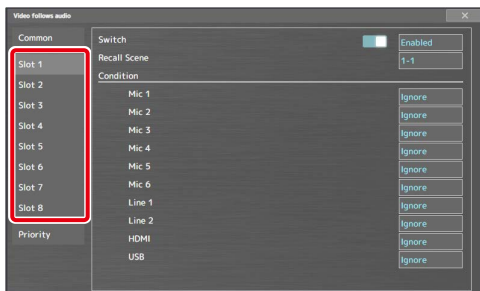 Video follows audio
Common
Slot 1
Slot 2
Slot 3
Slot 4
Slot 5
Slot 6
Slot 7
Slot 8
Priority
Switch Enabled
Recall Scene 1-1
Condition
Mic 1 Ignore
Mic 2 Ignore
Mic 3 Ignore
Mic 4 Ignore
Mic 5 Ignore
Mic 6 Ignore
Line 1 Ignore
Line 2 Ignore
HDMI Ignore
USB Ignore